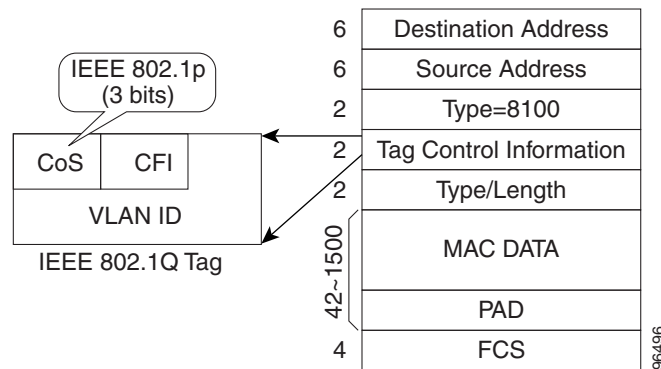 IEEE 802.1p
(3 bits)
CoS
CFI
VLAN ID
IEEE 802.1Q Tag
6 Destination Address
6 Source Address
2 Type=8100
2 Tag Control Information
2 Type/Length
42~1500
MAC DATA
PAD
4 FCS
96496